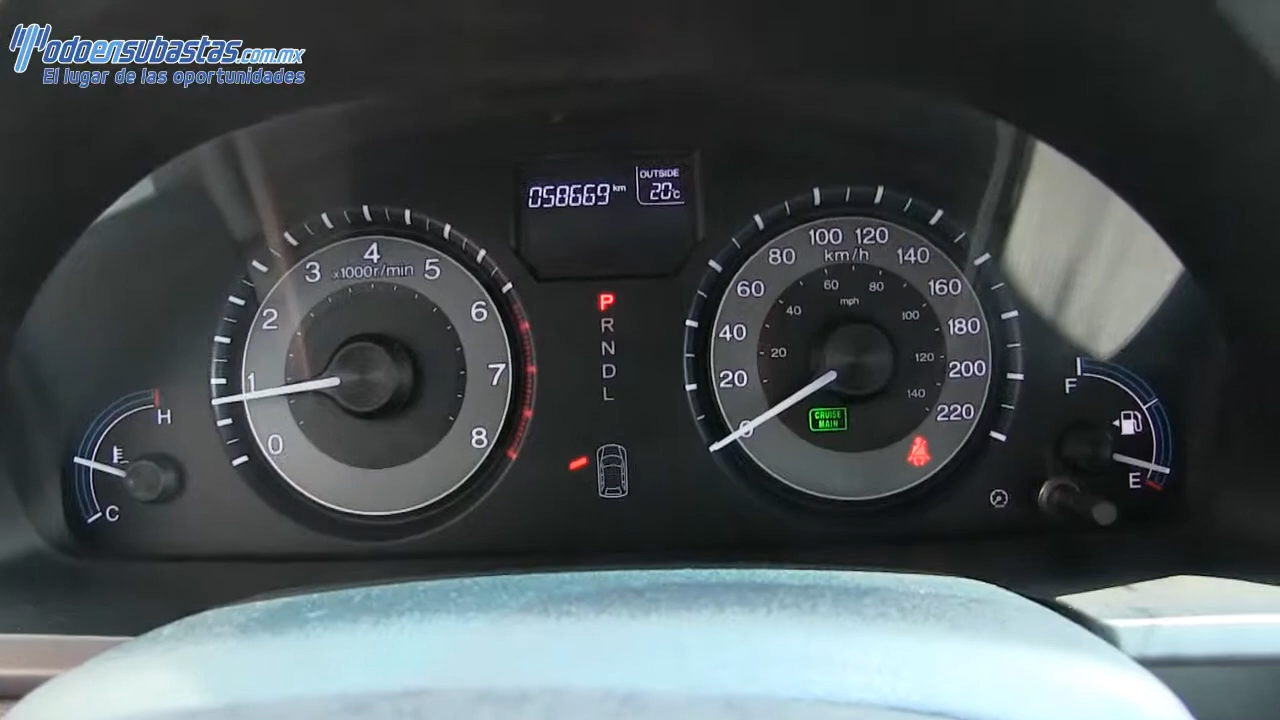 Todoensubastas.com.mx
El lugar de las oportunidades
058669 km
OUTSIDE
20°C
0
1
2
3
4
5
6
7
8
x1000r/min
P
R
N
D
L
0
20
40
60
80
100
120
140
160
180
200
220
km/h
20
40
60
80
100
120
140
mph
CRUISE
MAIN
H
C
F
E